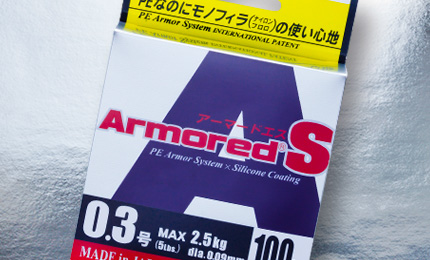 PEなのにモノフィラ(ナイロン フロロ)の使い心地
PE Armor System INTERNATIONAL PATENT
アーマードエス
Armored® S
PE Armor System × Silicone Coating
0.3号 MAX 2.5kg
(5Lbs.) dia.0.09mm
100
MADE in